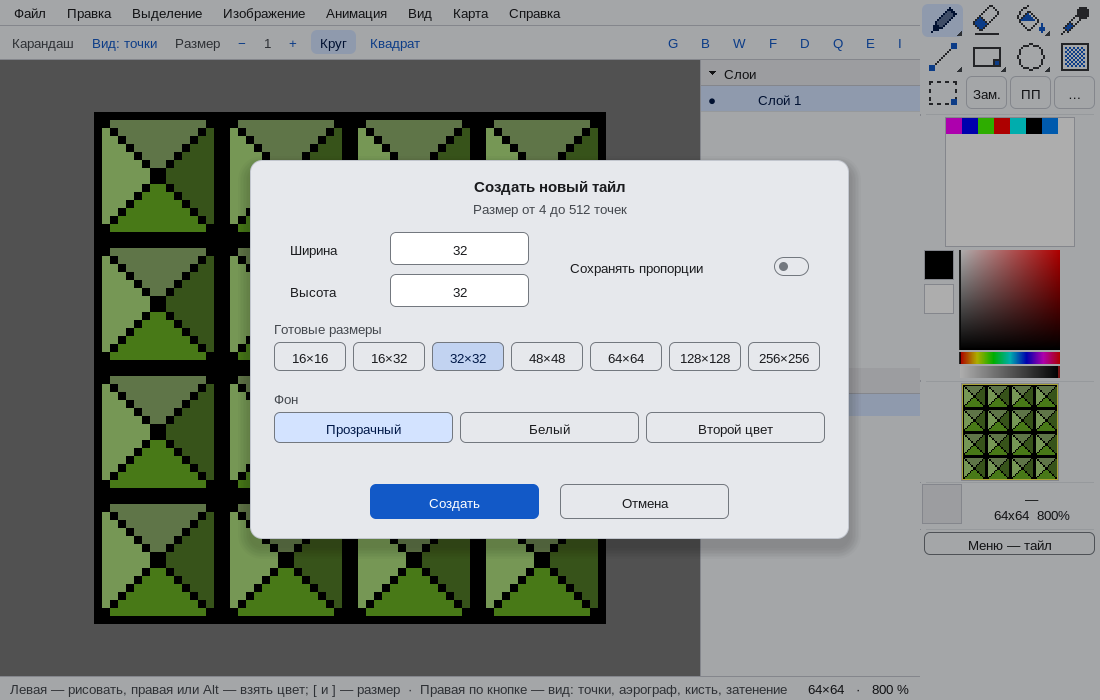 Файл Правка Выделение Изображение Анимация Вид Карта Справка
Карандаш Вид: точки Размер − 1 + Круг Квадрат G B W F D Q E I
Слои
Слой 1
Зам. ПП ...
Создать новый тайл
Размер от 4 до 512 точек
Ширина 32
Сохранять пропорции
Высота 32
Готовые размеры
16×16 16×32 32×32 48×48 64×64 128×128 256×256
Фон
Прозрачный Белый Второй цвет
Создать Отмена
—
64x64 800%
Меню — тайл
Левая — рисовать, правая или Alt — взять цвет; [ и ] — размер · Правая по кнопке — вид: точки, аэрограф, кисть, затенение 64×64 · 800 %